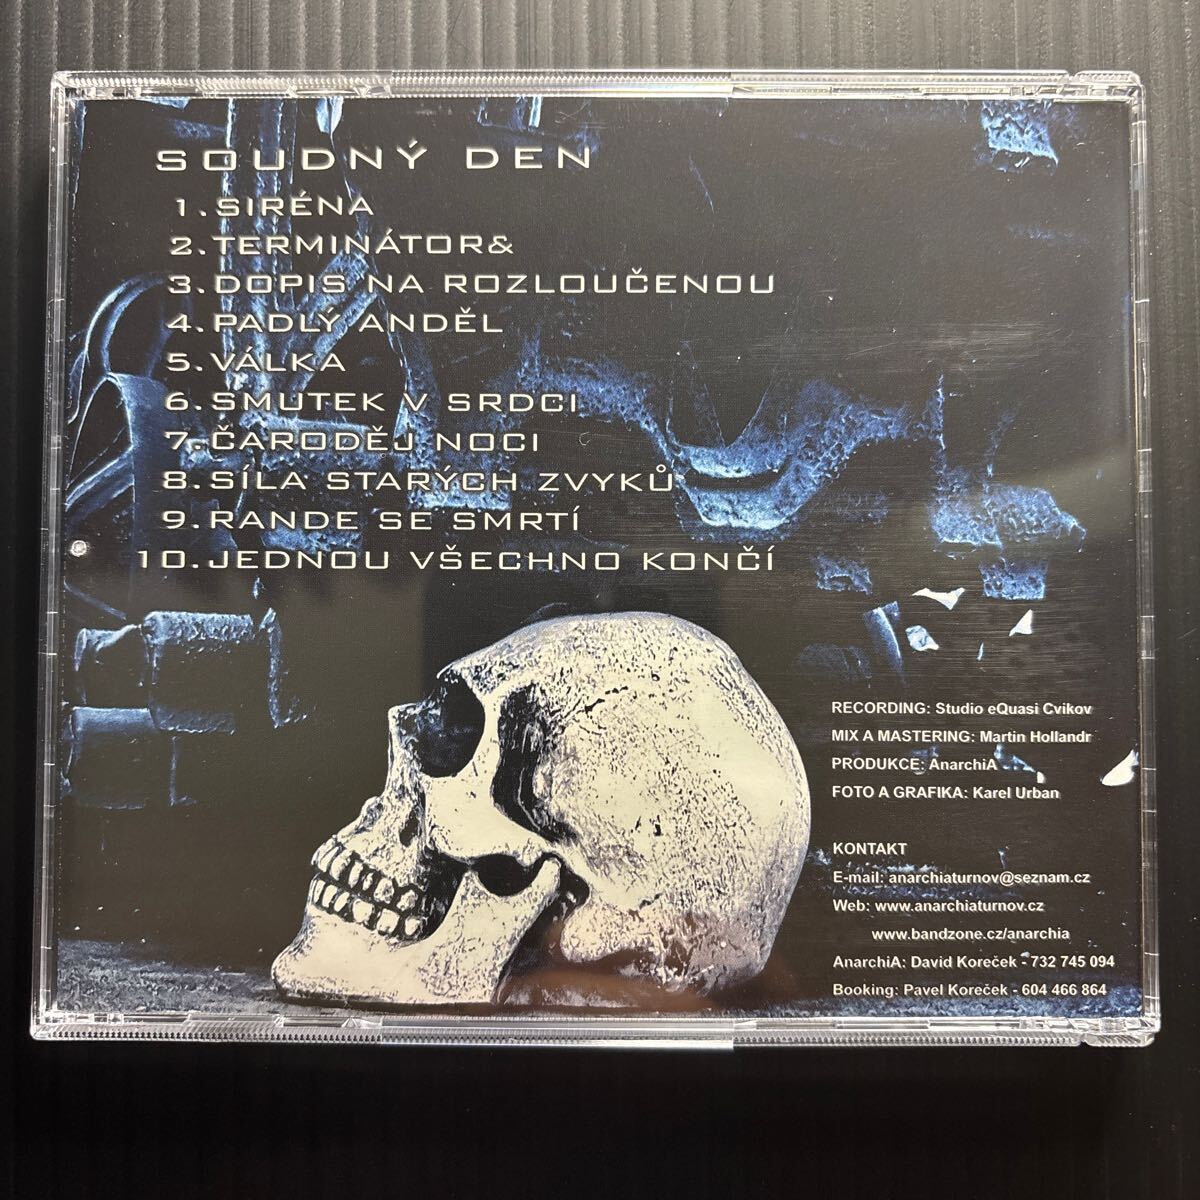 SOUDNÝ DEN
1.SIRÉNA
2.TERMINÁTOR&
3.DOPIS NA ROZLOUČENOU
4.PADLÝ ANDĚL
5.VÁLKA
6.SMUTEK V SRDCI
7.ČARODĚJ NOCI
8.SÍLA STARÝCH ZVYKŮ
9.RANDE SE SMRTÍ
10.JEDNOU VŠECHNO KONČÍ
RECORDING: Studio eQuasi Cvikov
MIX A MASTERING: Martin Hollandr
PRODUKCE: AnarchiA
FOTO A GRAFIKA: Karel Urban
KONTAKT
E-mail: anarchiaturnov@seznam.cz
Web: www.anarchiaturnov.cz
www.bandzone.cz/anarchia
AnarchiA: David Koreček - 732 745 094
Booking: Pavel Koreček - 604 466 864